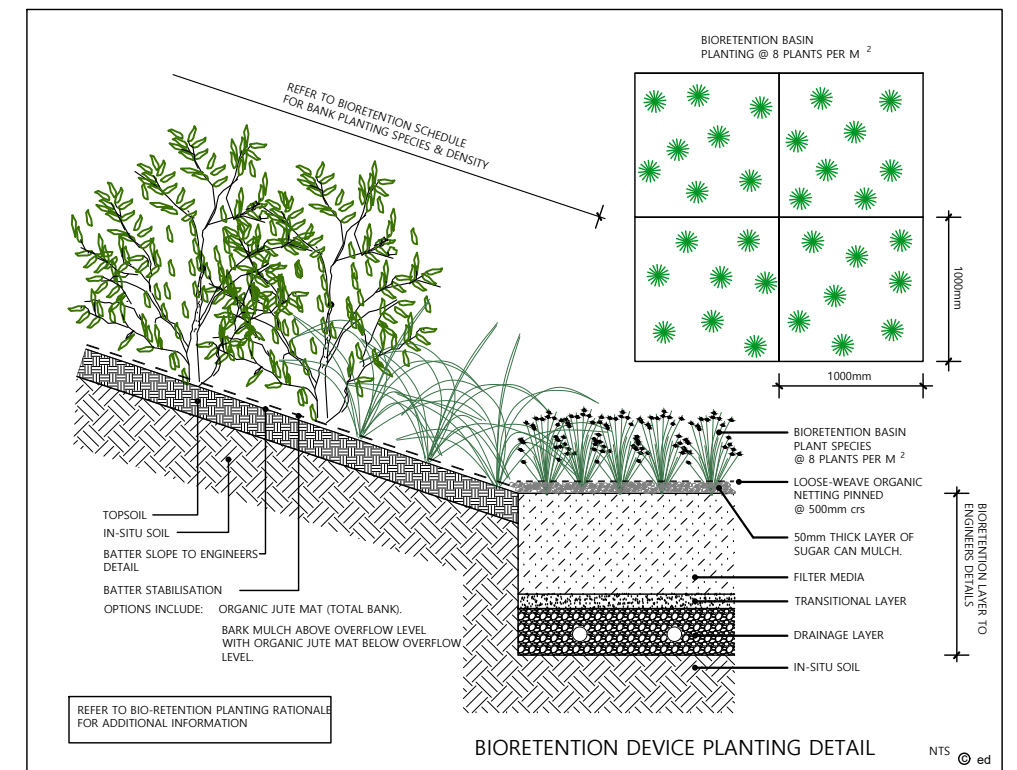 BIORETENTION BASIN
PLANTING @ 8 PLANTS PER M 2
REFER TO BIORETENTION SCHEDULE
FOR BANK PLANTING SPECIES & DENSITY
1000mm
1000mm
BIORETENTION BASIN
PLANT SPECIES
@ 8 PLANTS PER M 2
LOOSE-WEAVE ORGANIC
NETTING PINNED
@ 500mm crs
50mm THICK LAYER OF
SUGAR CAN MULCH.
FILTER MEDIA
TRANSITIONAL LAYER
DRAINAGE LAYER
IN-SITU SOIL
BIORETENTION LAYER TO
ENGINEERS DETAILS
TOPSOIL
IN-SITU SOIL
BATTER SLOPE TO ENGINEERS
DETAIL
BATTER STABILISATION
OPTIONS INCLUDE: ORGANIC JUTE MAT (TOTAL BANK).
BARK MULCH ABOVE OVERFLOW LEVEL
WITH ORGANIC JUTE MAT BELOW OVERFLOW
LEVEL.
REFER TO BIO-RETENTION PLANTING RATIONALE
FOR ADDITIONAL INFORMATION
BIORETENTION DEVICE PLANTING DETAIL
NTS
© ed